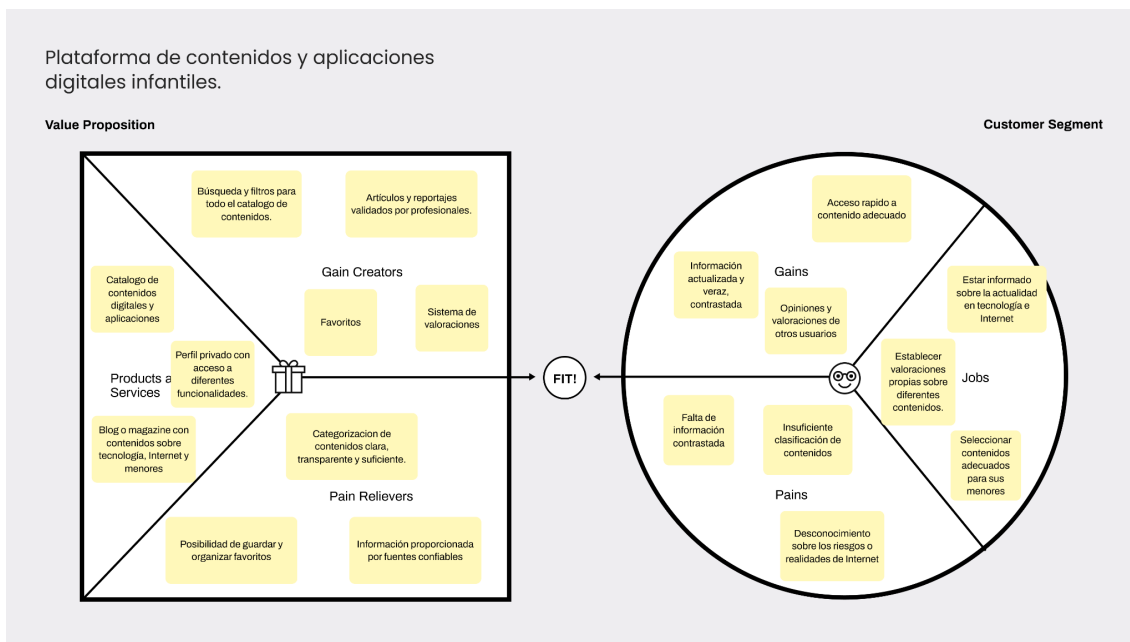 Plataforma de contenidos y aplicaciones
digitales infantiles.
Value Proposition
Customer Segment
Búsqueda y filtros para
todo el catalogo de
contenidos.
Artículos y reportajes
validados por profesionales.
Gain Creators
Favoritos
Sistema de
valoraciones
Catalogo de
contenidos
digitales y
aplicaciones
Products a
Services
Perfil privado con
acceso a
diferentes
funcionalidades.
Blog o magazine con
contenidos sobre
tecnología, Internet y
menores
Categorizacion de
contenidos clara,
transparente y suficiente.
Pain Relievers
Posibilidad de guardar y
organizar favoritos
Información proporcionada
por fuentes confiables
FIT!
Acceso rapido a
contenido adecuado
Información
actualizada y
veraz,
contrastada
Gains
Opiniones y
valoraciones de
otros usuarios
Estar informado
sobre la actualidad
en tecnología e
Internet
Establecer
valoraciones
propias sobre
diferentes
contenidos.
Jobs
Seleccionar
contenidos
adecuados
para sus
menores
Falta de
información
contrastada
Insuficiente
clasificación de
contenidos
Pains
Desconocimiento
sobre los riesgos o
realidades de Internet